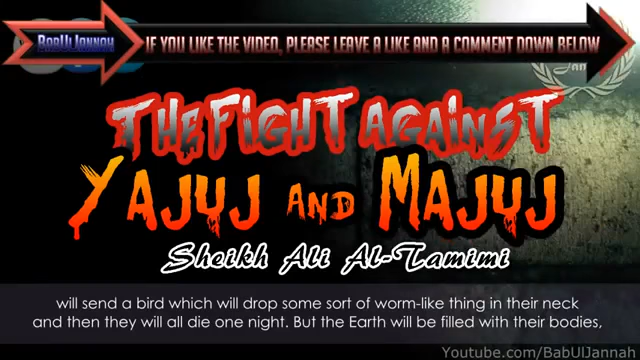 BabUlJannah
IF YOU LIKE THE VIDEO, PLEASE LEAVE A LIKE AND A COMMENT DOWN BELOW
THE FIGHT AGAINST
YAJUJ AND MAJUJ
Sheikh Ali Al-Tamimi
will send a bird which will drop some sort of worm-like thing in their neck
and then they will all die one night. But the Earth will be filled with their bodies,
Youtube.com/BabUlJannah